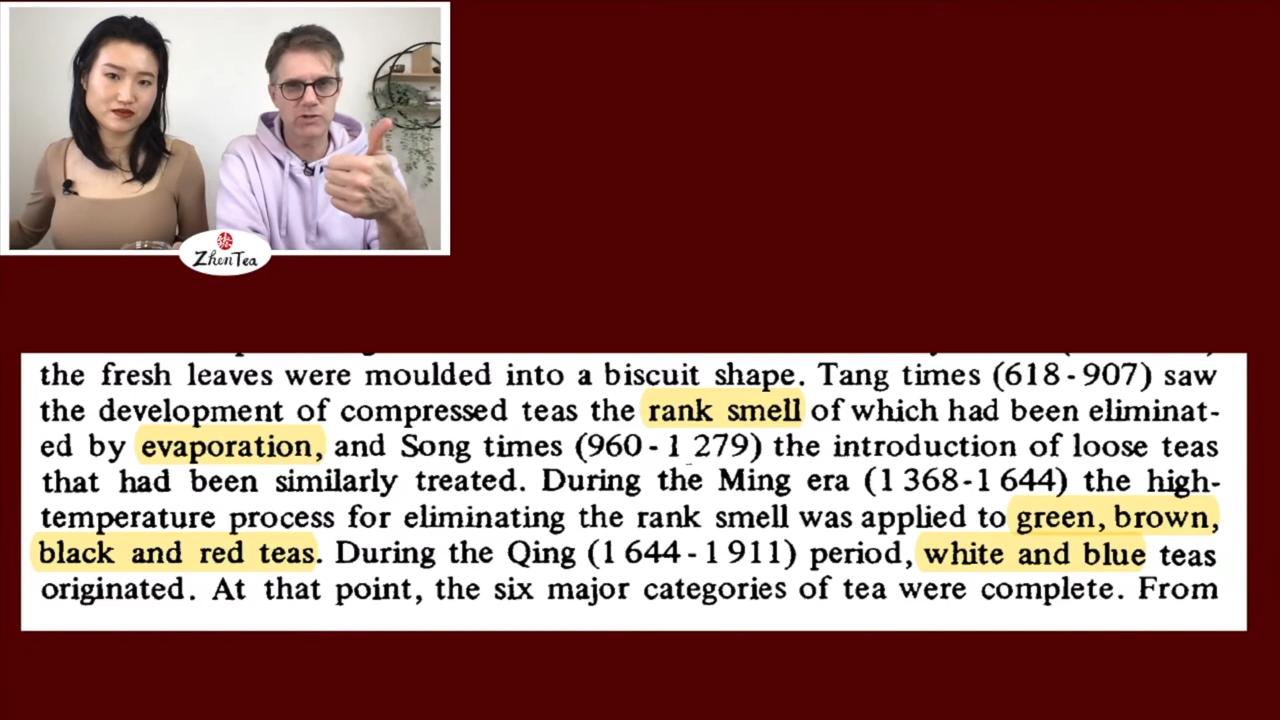 Zhen Tea
the fresh leaves were moulded into a biscuit shape. Tang times (618-907) saw
the development of compressed teas the rank smell of which had been eliminat-
ed by evaporation, and Song times (960-1 279) the introduction of loose teas
that had been similarly treated. During the Ming era (1 368-1 644) the high-
temperature process for eliminating the rank smell was applied to green, brown,
black and red teas. During the Qing (1 644-1 911) period, white and blue teas
originated. At that point, the six major categories of tea were complete. From